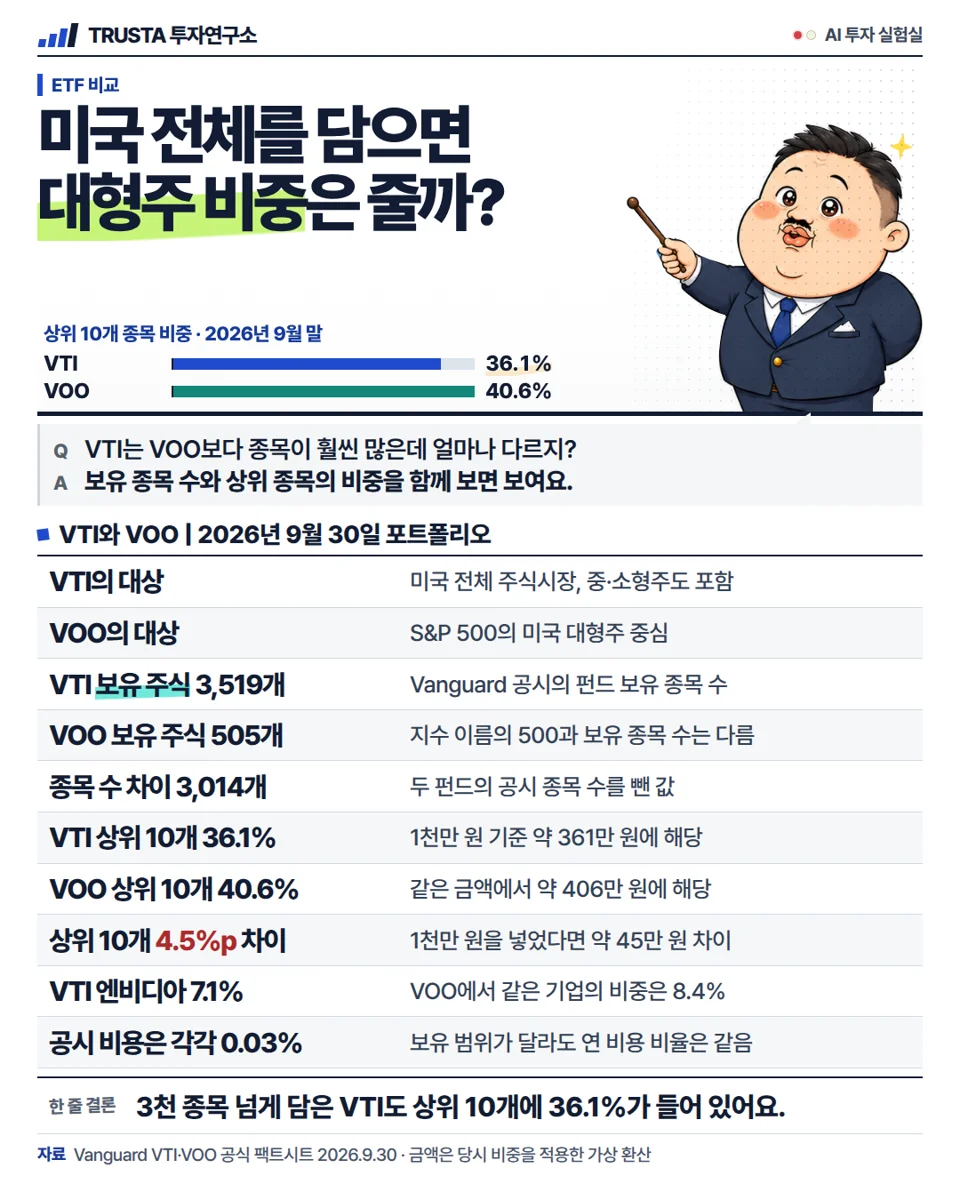 TRUSTA 투자연구소
AI 투자 실험실
ETF 비교
미국 전체를 담으면
대형주 비중은 줄까?
상위 10개 종목 비중 · 2026년 9월 말
VTI 36.1%
VOO 40.6%
Q VTI는 VOO보다 종목이 훨씬 많은데 얼마나 다르지?
A 보유 종목 수와 상위 종목의 비중을 함께 보면 보여요.
VTI와 VOO | 2026년 9월 30일 포트폴리오
VTI의 대상 미국 전체 주식시장, 중·소형주도 포함
VOO의 대상 S&P 500의 미국 대형주 중심
VTI 보유 주식 3,519개 Vanguard 공시의 펀드 보유 종목 수
VOO 보유 주식 505개 지수 이름의 500과 보유 종목 수는 다름
종목 수 차이 3,014개 두 펀드의 공시 종목 수를 뺀 값
VTI 상위 10개 36.1% 1천만 원 기준 약 361만 원에 해당
VOO 상위 10개 40.6% 같은 금액에서 약 406만 원에 해당
상위 10개 4.5%p 차이 1천만 원을 넣었다면 약 45만 원 차이
VTI 엔비디아 7.1% VOO에서 같은 기업의 비중은 8.4%
공시 비용은 각각 0.03% 보유 범위가 달라도 연 비용 비율은 같음
한 줄 결론 3천 종목 넘게 담은 VTI도 상위 10개에 36.1%가 들어 있어요.
자료 Vanguard VTI·VOO 공식 팩트시트 2026.9.30 · 금액은 당시 비중을 적용한 가상 환산